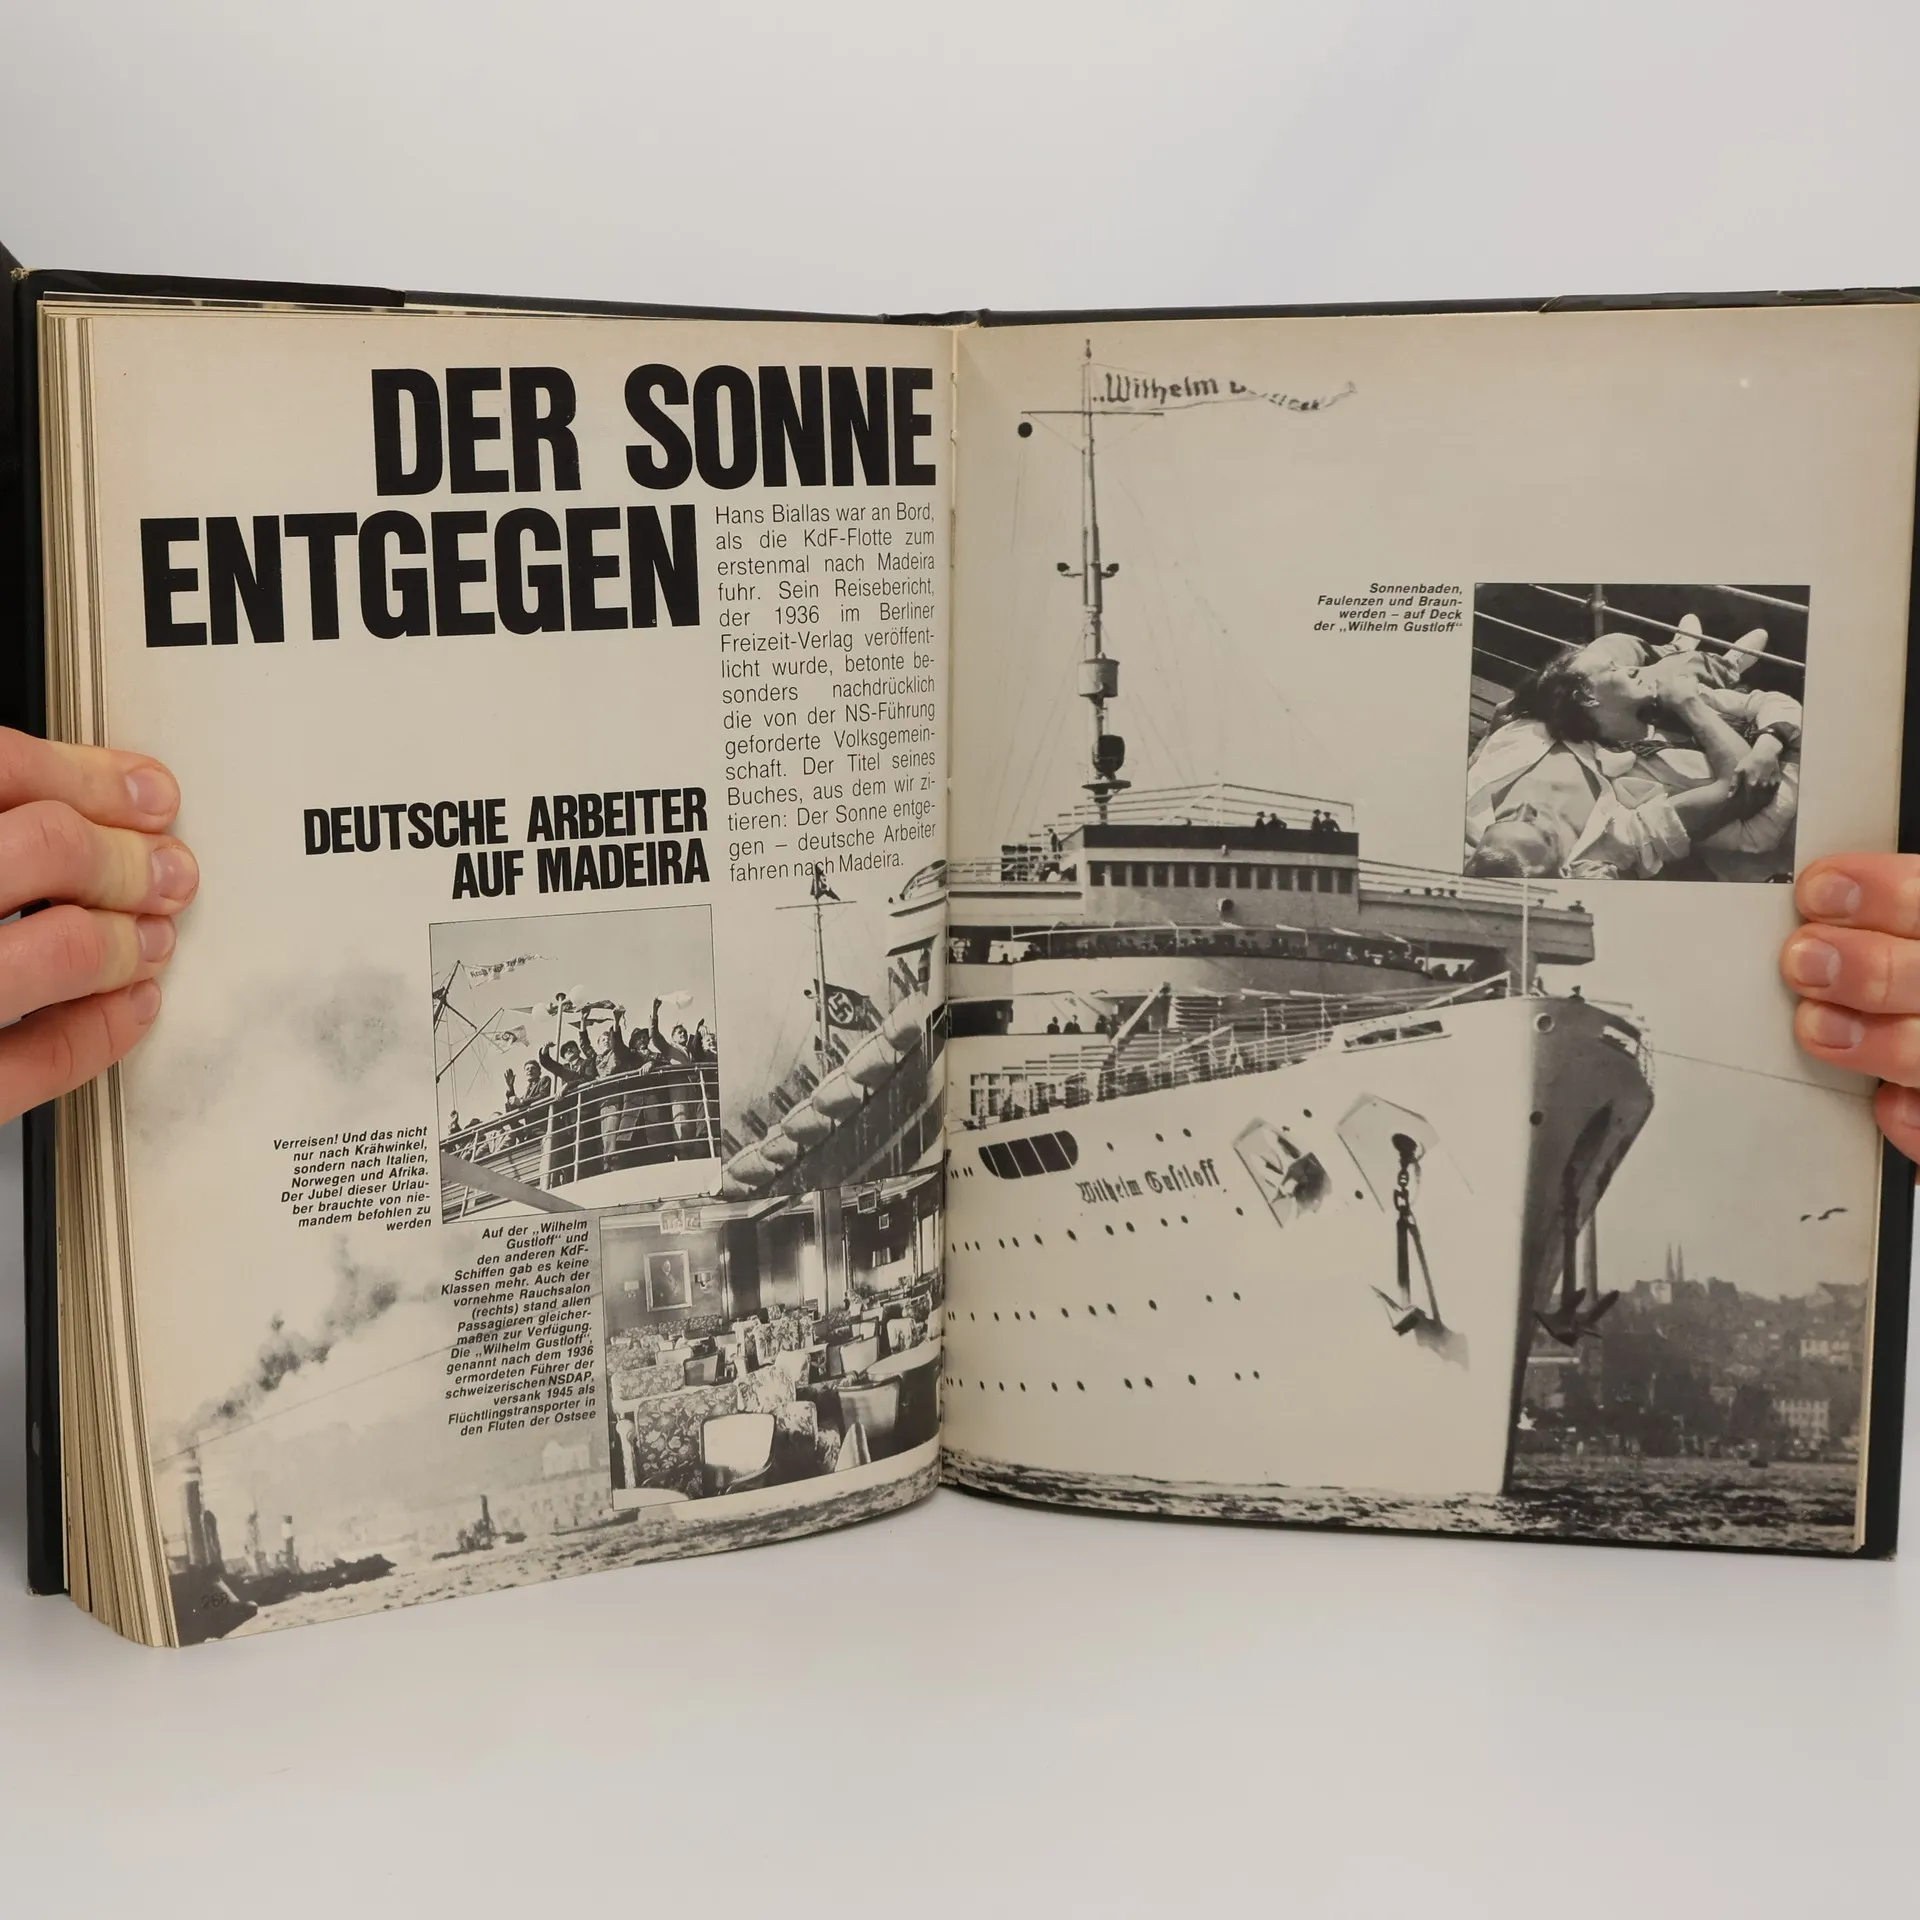 DER SONNE
ENTGEGEN
Hans Biallas war an Bord,
als die KdF-Flotte zum
erstenmal nach Madeira
fuhr. Sein Reisebericht,
der 1936 im Berliner
Freizeit-Verlag veröffent-
licht wurde, betonte be-
sonders nachdrücklich
die von der NS-Führung
geforderte Volksgemein-
schaft. Der Titel seines
Buches, aus dem wir zi-
tieren: Der Sonne entge-
gen – deutsche Arbeiter
fahren nach Madeira.
DEUTSCHE ARBEITER
AUF MADEIRA
Verreisen! Und das nicht
nur nach Krähwinkel,
sondern nach Italien,
Norwegen und Afrika.
Der Jubel dieser Urlau-
ber brauchte von nie-
mandem befohlen zu
werden
Auf der „Wilhelm
Gustloff“ und
den anderen KdF-
Schiffen gab es keine
Klassen mehr. Auch der
vornehme Rauchsalon
(rechts) stand allen
Passagieren gleicher-
maßen zur Verfügung.
Die „Wilhelm Gustloff“,
genannt nach dem 1936
ermordeten Führer der
schweizerischen NSDAP,
versank 1945 als
Flüchtlingstransporter in
den Fluten der Ostsee
268
„Wilhelm
Sonnenbaden,
Faulenzen und Braun-
werden – auf Deck
der „Wilhelm Gustloff“
Wilhelm Gustloff